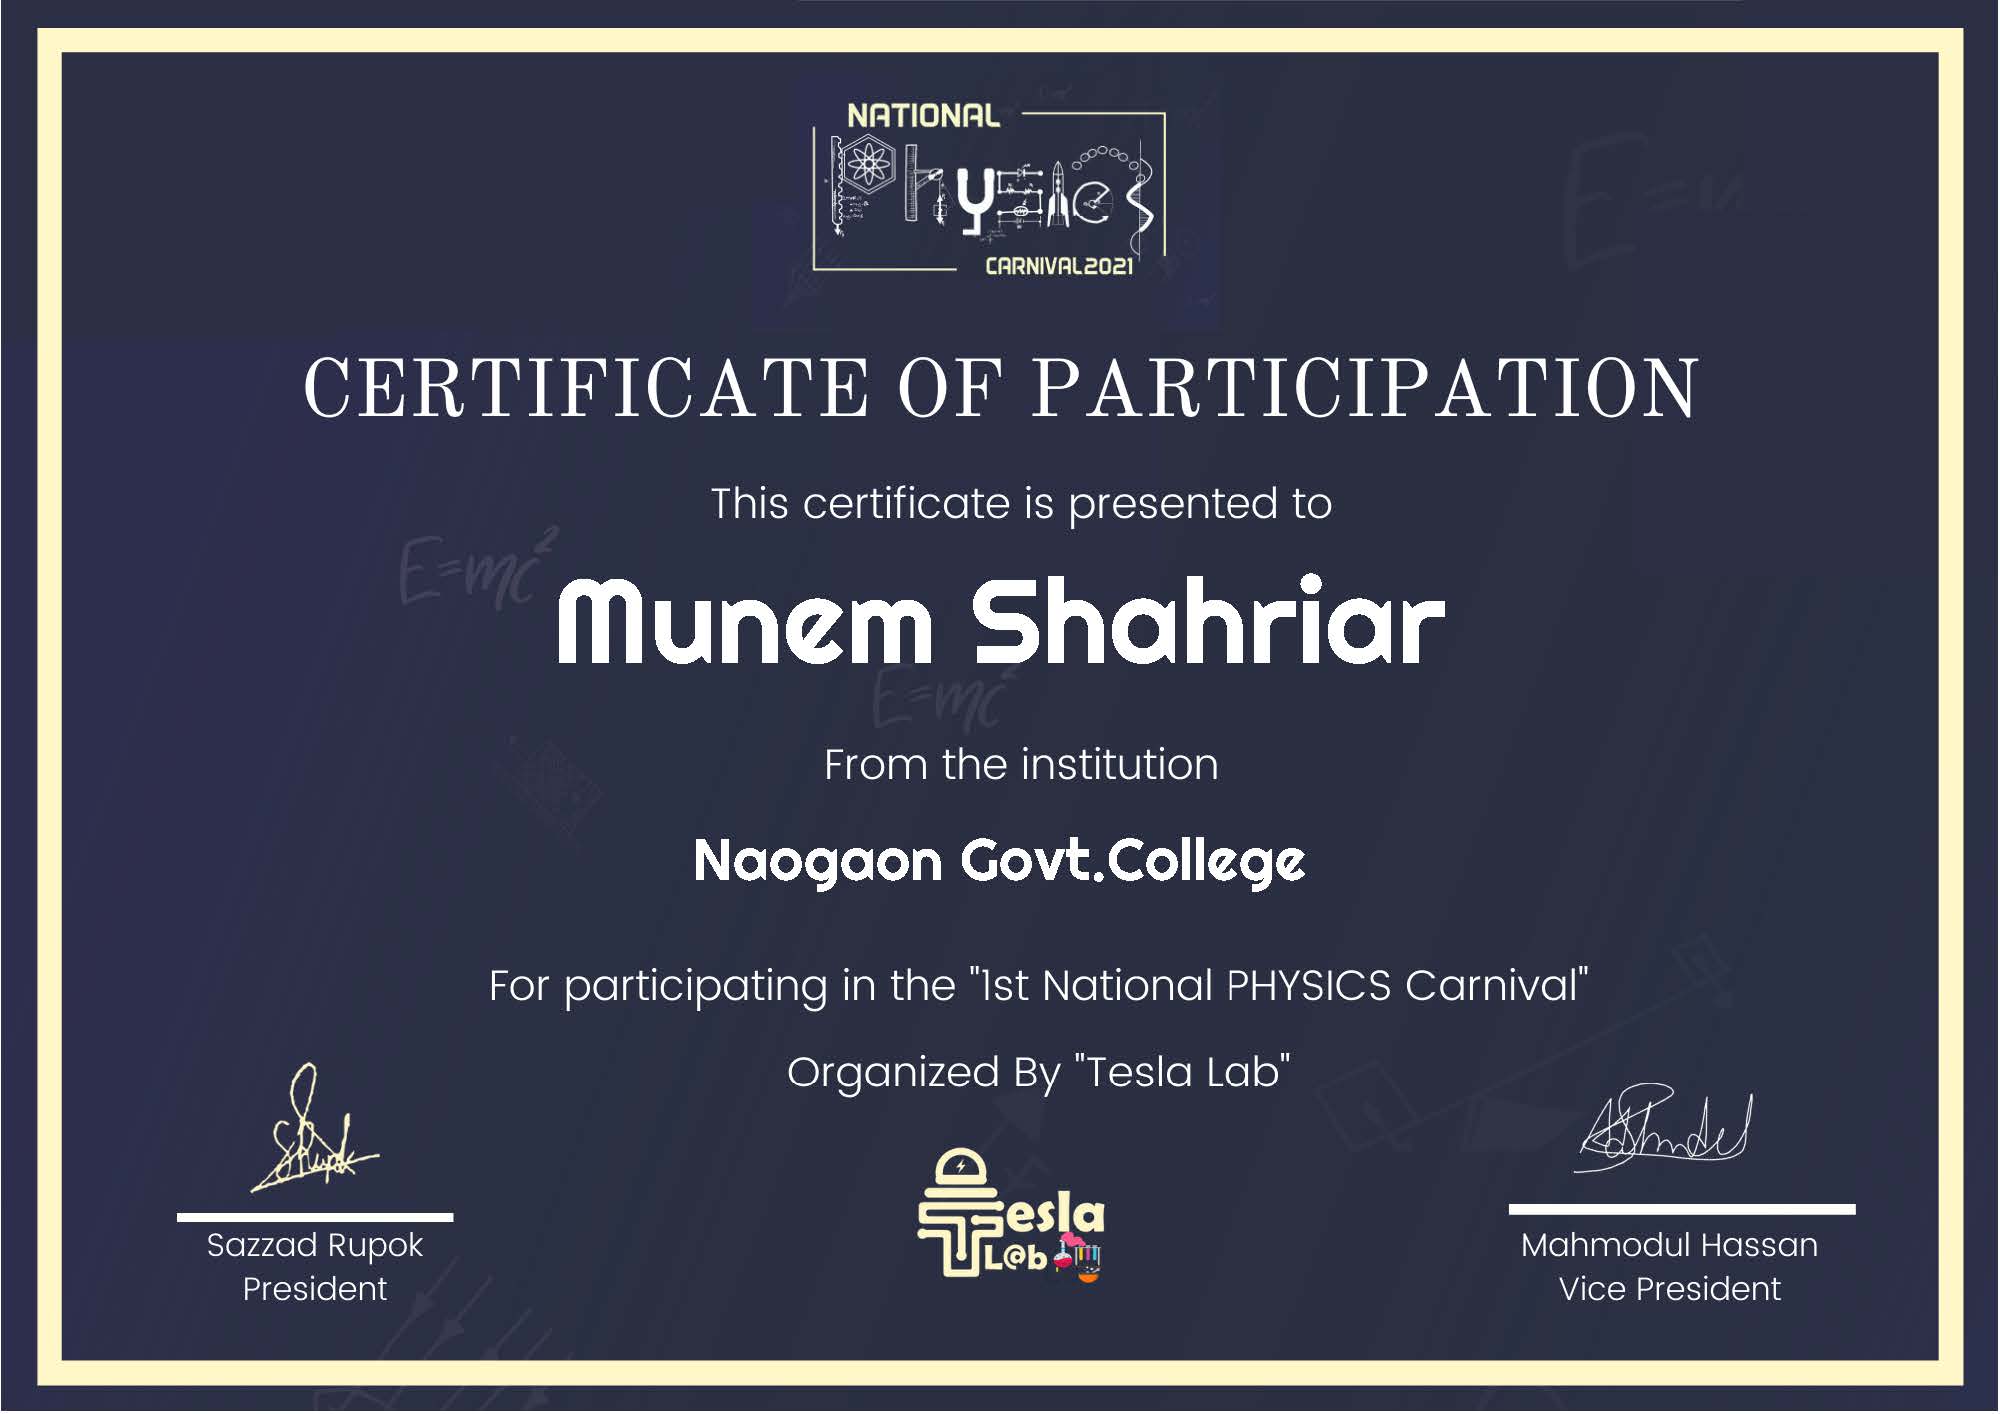 NATIONAL
Physics
CARNIVAL2021
E=m
CERTIFICATE OF PARTICIPATION
This certificate is presented to
E=mc²
Munem Shahriar
E=mc²
From the institution
Naogaon Govt.College
For participating in the "1st National PHYSICS Carnival"
Organized By "Tesla Lab"
Tesla
L@b
Sazzad Rupok
President
Mahmodul Hassan
Vice President